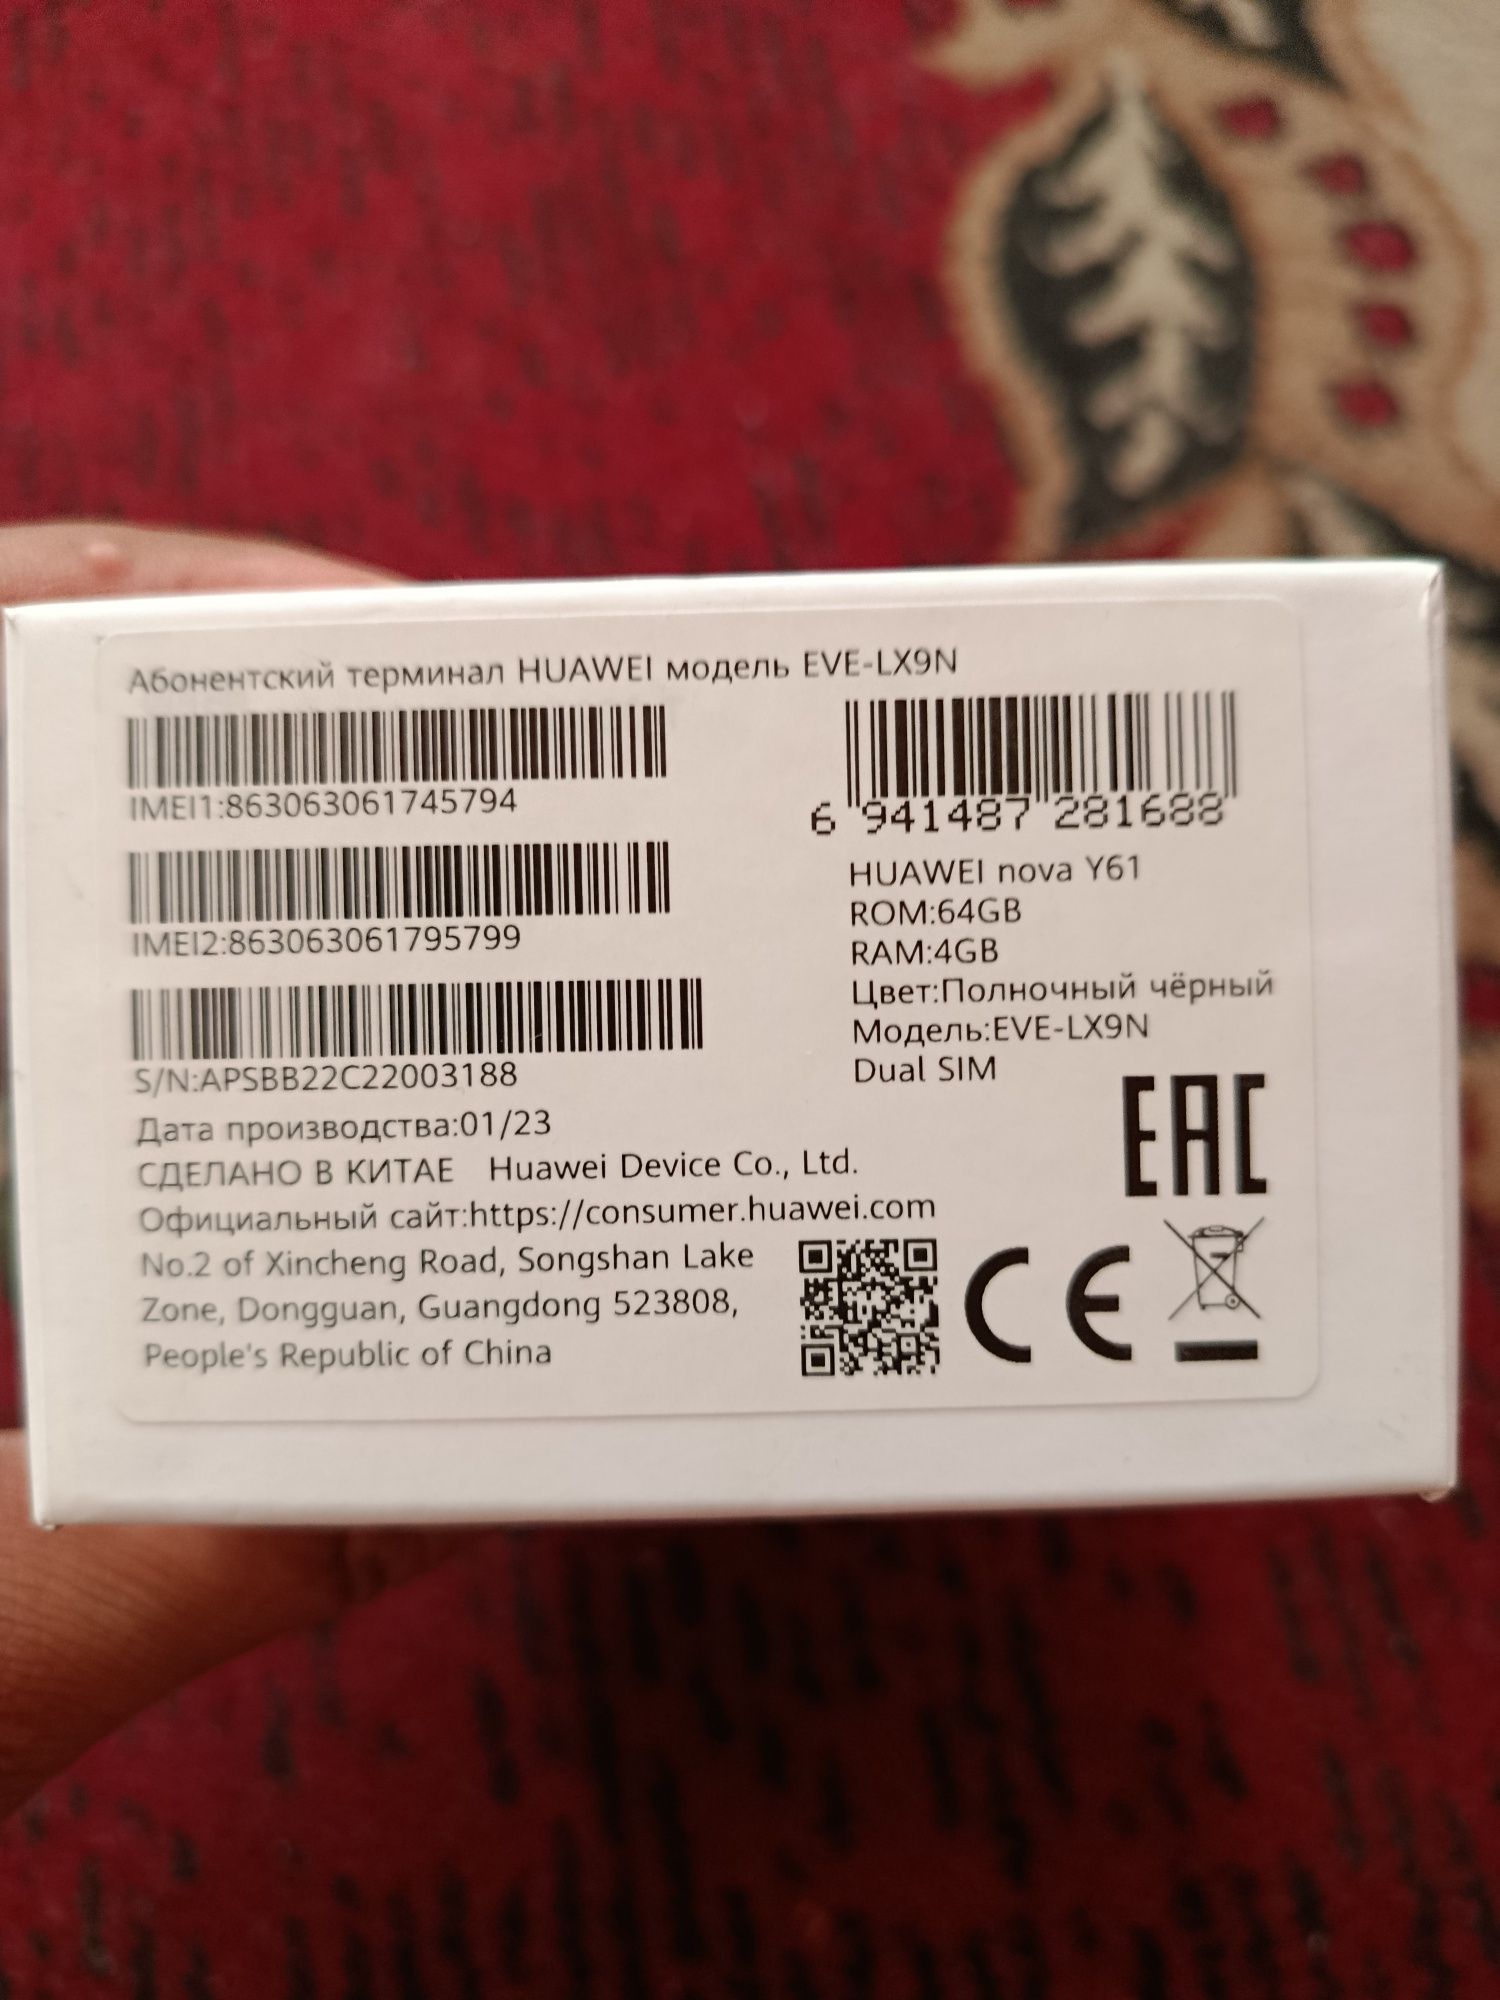 Абонентский терминал HUAWEI модель EVE-LX9N
IMEI1:863063061745794
IMEI2:863063061795799
S/N:APSBB22C22003188
Дата производства:01/23
СДЕЛАНО В КИТАЕ Huawei Device Co., Ltd.
Официальный сайт:https://consumer.huawei.com
No.2 of Xincheng Road, Songshan Lake
Zone, Dongguan, Guangdong 523808,
People's Republic of China
6 941487 281688
HUAWEI nova Y61
ROM:64GB
RAM:4GB
Цвет:Полночный чёрный
Модель:EVE-LX9N
Dual SIM
EAC
CE